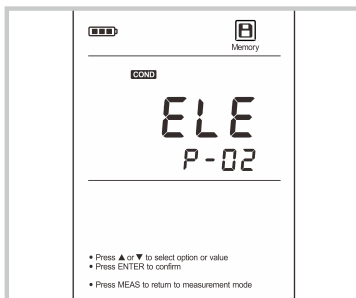 Memory
COND
ELE
P-02
• Press ▲ or ▼ to select option or value
• Press ENTER to confirm
• Press MEAS to return to measurement mode